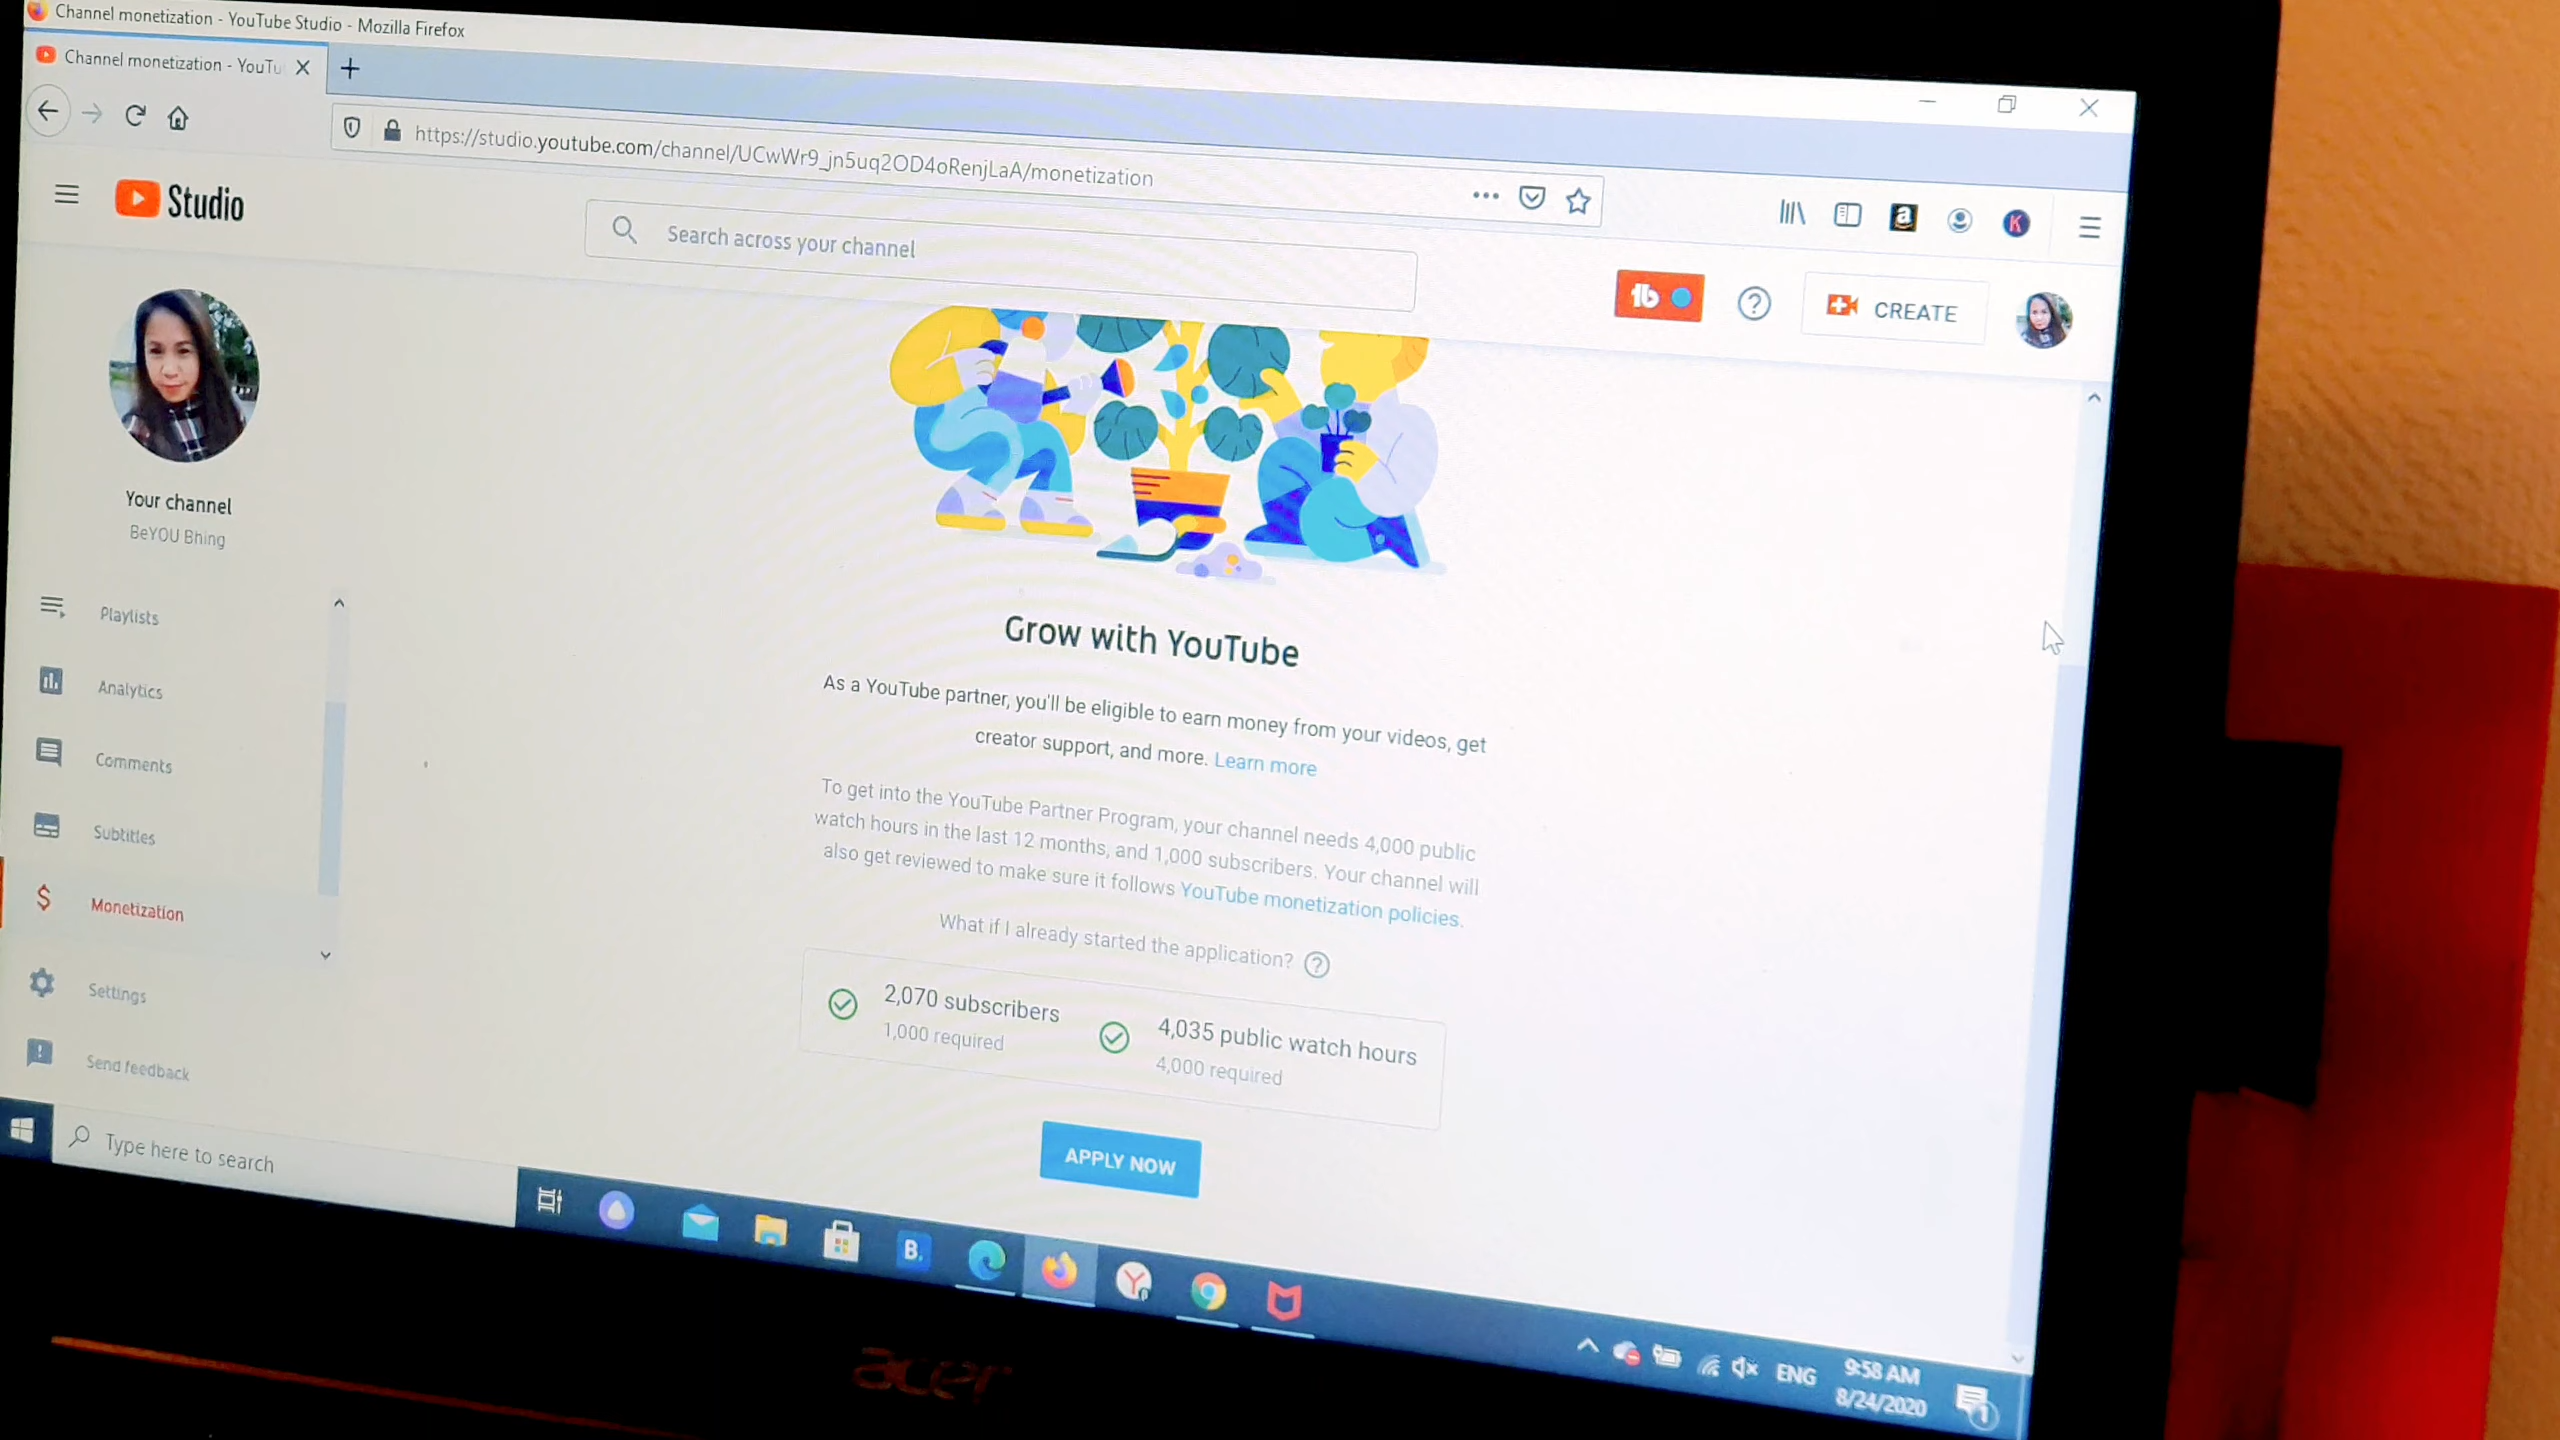 Channel monetization - YouTube Studio - Mozilla Firefox
Channel monetization - YouTu
https://studio.youtube.com/channel/UCwWr9_jn5uq2OD4oRenjLaA/monetization
Studio
Search across your channel
CREATE
Your channel
BeYOU Bhing
Playlists
Analytics
Comments
Subtitles
Monetization
Settings
Send feedback
Grow with YouTube
As a YouTube partner, you'll be eligible to earn money from your videos, get
creator support, and more. Learn more
To get into the YouTube Partner Program, your channel needs 4,000 public
watch hours in the last 12 months, and 1,000 subscribers. Your channel will
also get reviewed to make sure it follows YouTube monetization policies.
What if I already started the application?
2,070 subscribers
1,000 required
4,035 public watch hours
4,000 required
APPLY NOW
Type here to search
ENG
9:58 AM
8/24/2020
acer